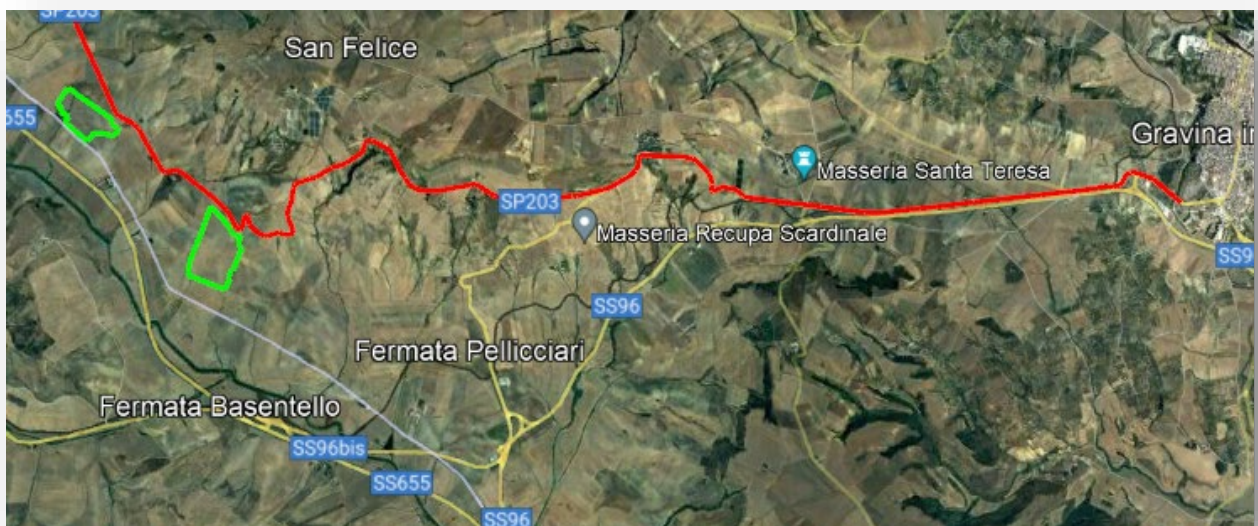 SP203
San Felice
655
Gravina i
Masseria Santa Teresa
SP203
Masseria Recupa Scardinale
SS9
SS96
Fermata Pellicciari
Fermata Basentello
SS96bis
SS655
SS96